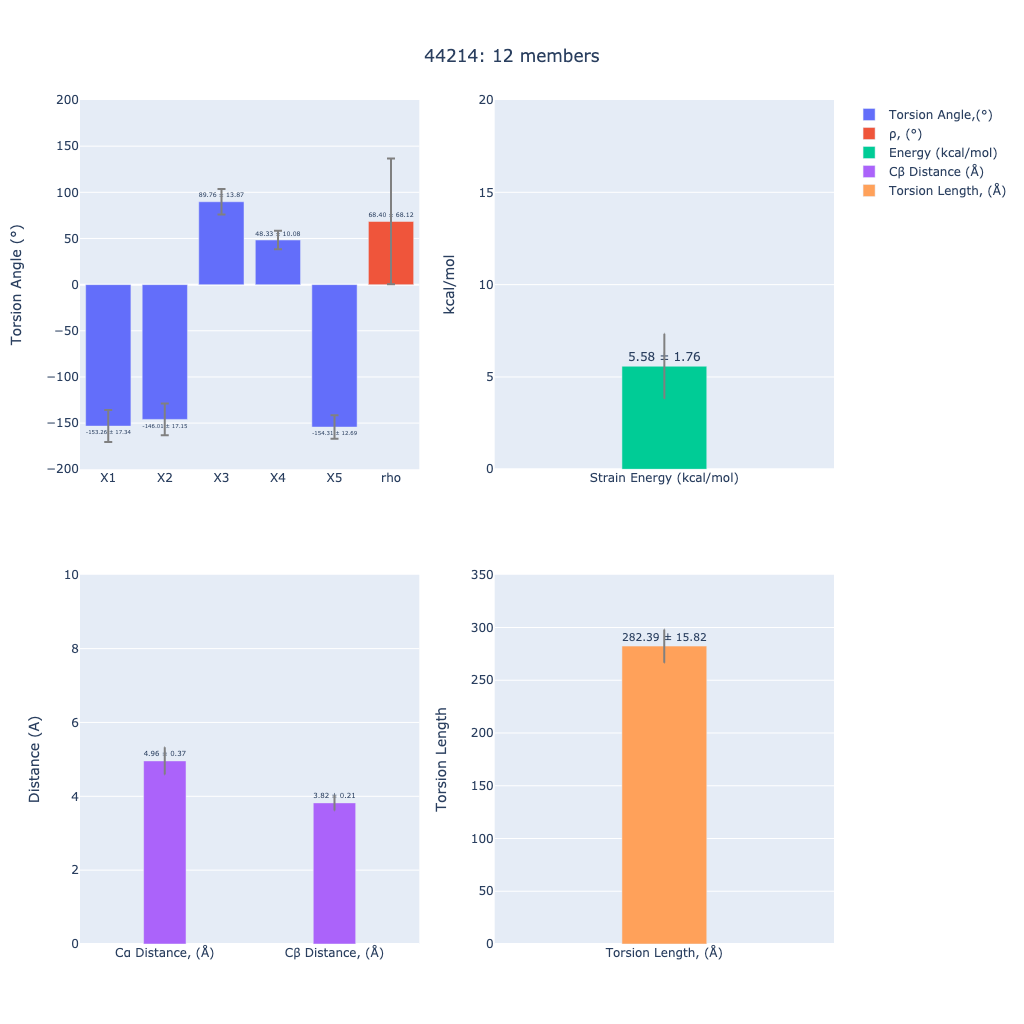 44214: 12 members
Torsion Angle (°)
200
150
100
50
0
−50
−100
−150
−200
-153.26 ± 17.34
-146.01 ± 17.15
89.76 ± 13.87
48.33 ± 10.08
-154.31 ± 12.69
68.40 ± 68.12
X1 X2 X3 X4 X5 rho
kcal/mol
20
15
10
5
0
5.58 ± 1.76
Strain Energy (kcal/mol)
Torsion Angle,(°)
ρ, (°)
Energy (kcal/mol)
Cβ Distance (Å)
Torsion Length, (Å)
Distance (A)
10
8
6
4
2
0
4.96 ± 0.37
3.82 ± 0.21
Cα Distance, (Å) Cβ Distance, (Å)
Torsion Length
350
300
250
200
150
100
50
0
282.39 ± 15.82
Torsion Length, (Å)